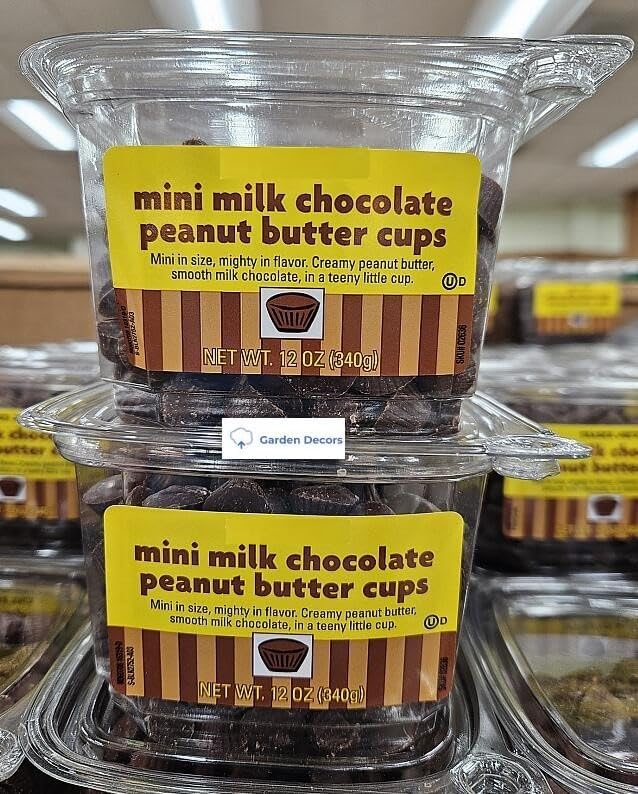 mini milk chocolate
peanut butter cups
Mini in size, mighty in flavor. Creamy peanut butter,
smooth milk chocolate, in a teeny little cup.
U D
NET WT. 12 OZ (340g)
Garden Decors
mini milk chocolate
peanut butter cups
Mini in size, mighty in flavor. Creamy peanut butter,
smooth milk chocolate, in a teeny little cup.
U D
NET WT. 12 OZ (340g)